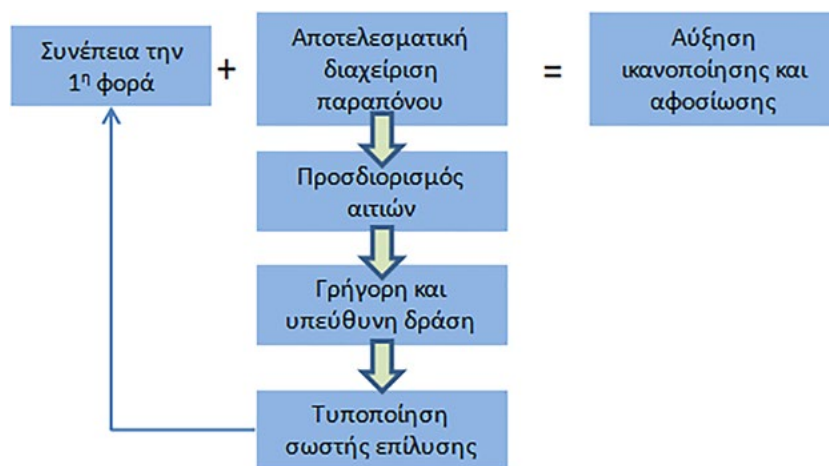 Συνέπεια την
1η φορά
+
Αποτελεσματική
διαχείριση
παραπόνου
=
Αύξηση
ικανοποίησης και
αφοσίωσης
Προσδιορισμός
αιτιών
Γρήγορη και
υπεύθυνη δράση
Τυποποίηση
σωστής επίλυσης